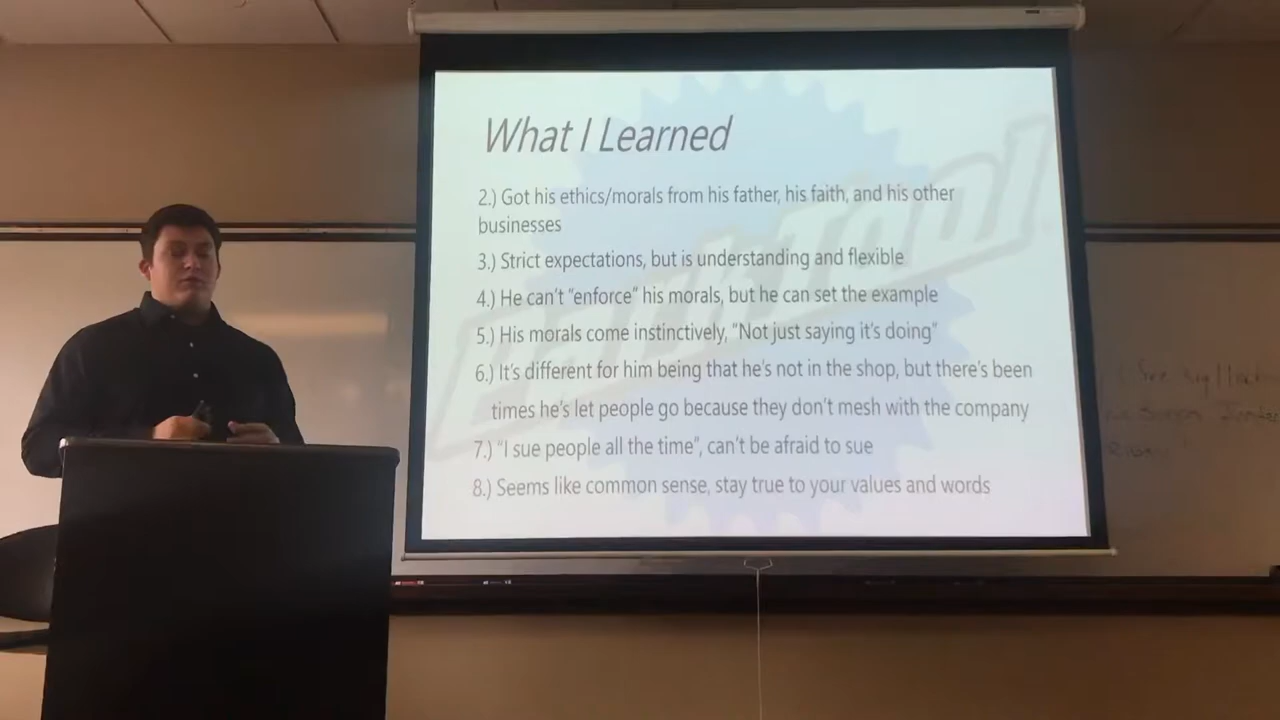 What I Learned
2.) Got his ethics/morals from his father, his faith, and his other
businesses
3.) Strict expectations, but is understanding and flexible
4.) He can't "enforce" his morals, but he can set the example
5.) His morals come instinctively, "Not just saying it's doing"
6.) It's different for him being that he's not in the shop, but there's been
times he's let people go because they don't mesh with the company
7.) "I sue people all the time", can't be afraid to sue
8.) Seems like common sense, stay true to your values and words